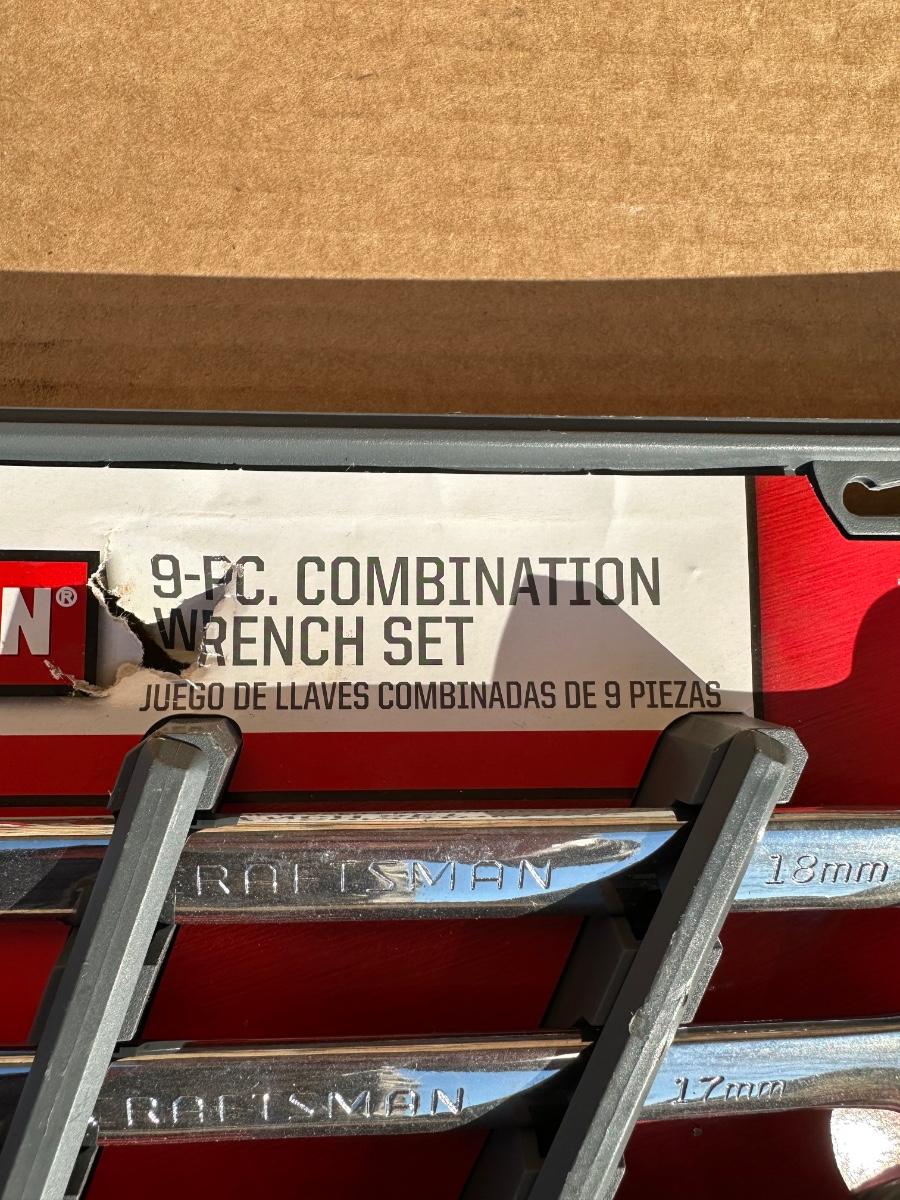 N®
9-PC. COMBINATION
WRENCH SET
JUEGO DE LLAVES COMBINADAS DE 9 PIEZAS
CRAFTSMAN 18mm
CRAFTSMAN 17mm